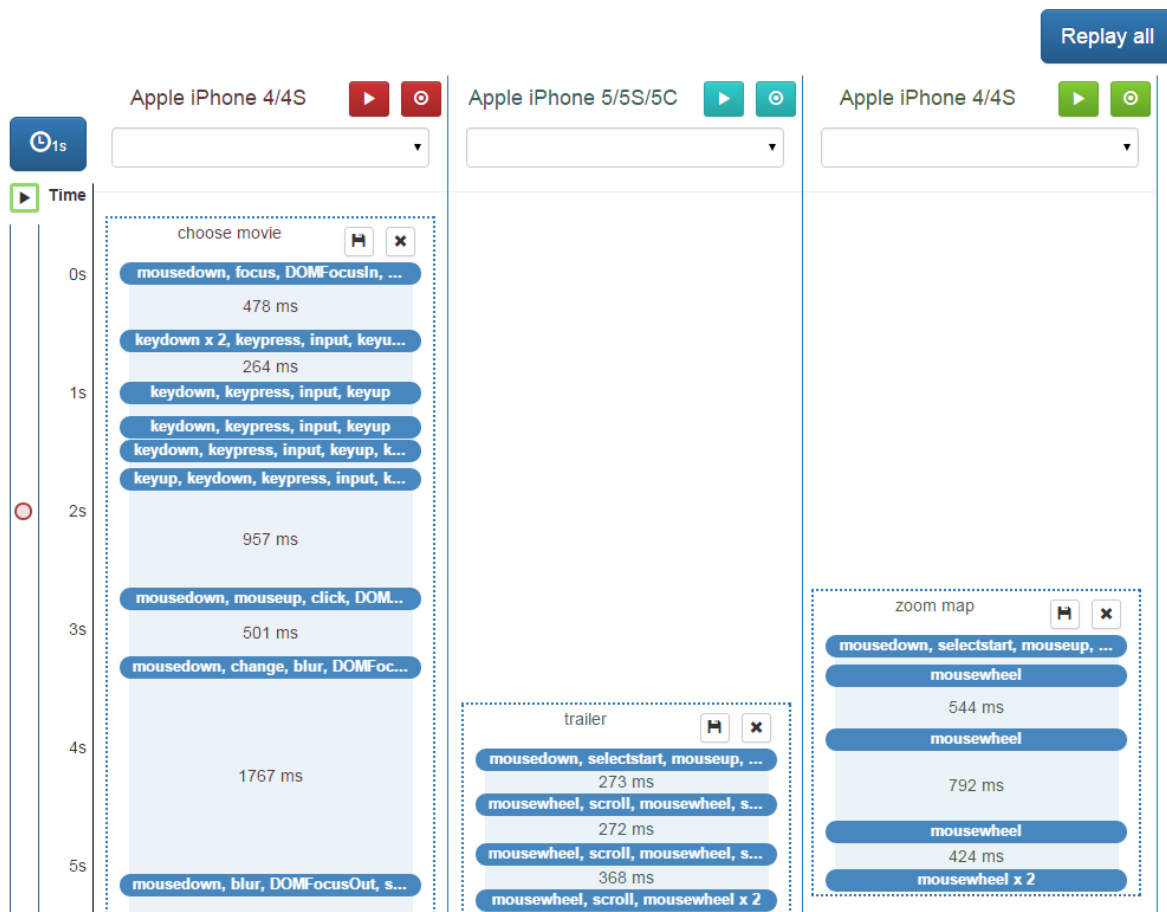 Replay all
Apple iPhone 4/4S
Apple iPhone 5/5S/5C
Apple iPhone 4/4S
1s
Time
choose movie
0s
mousedown, focus, DOMFocusIn, ...
478 ms
keydown x 2, keypress, input, keyu...
264 ms
1s
keydown, keypress, input, keyup
keydown, keypress, input, keyup
keydown, keypress, input, keyup, k...
keyup, keydown, keypress, input, k...
2s
957 ms
mousedown, mouseup, click, DOM...
3s
501 ms
mousedown, change, blur, DOMFoc...
4s
1767 ms
5s
mousedown, blur, DOMFocusOut, s...
trailer
mousedown, selectstart, mouseup, ...
273 ms
mousewheel, scroll, mousewheel, s...
272 ms
mousewheel, scroll, mousewheel, s...
368 ms
mousewheel, scroll, mousewheel x 2
zoom map
mousedown, selectstart, mouseup, ...
mousewheel
544 ms
mousewheel
792 ms
mousewheel
424 ms
mousewheel x 2